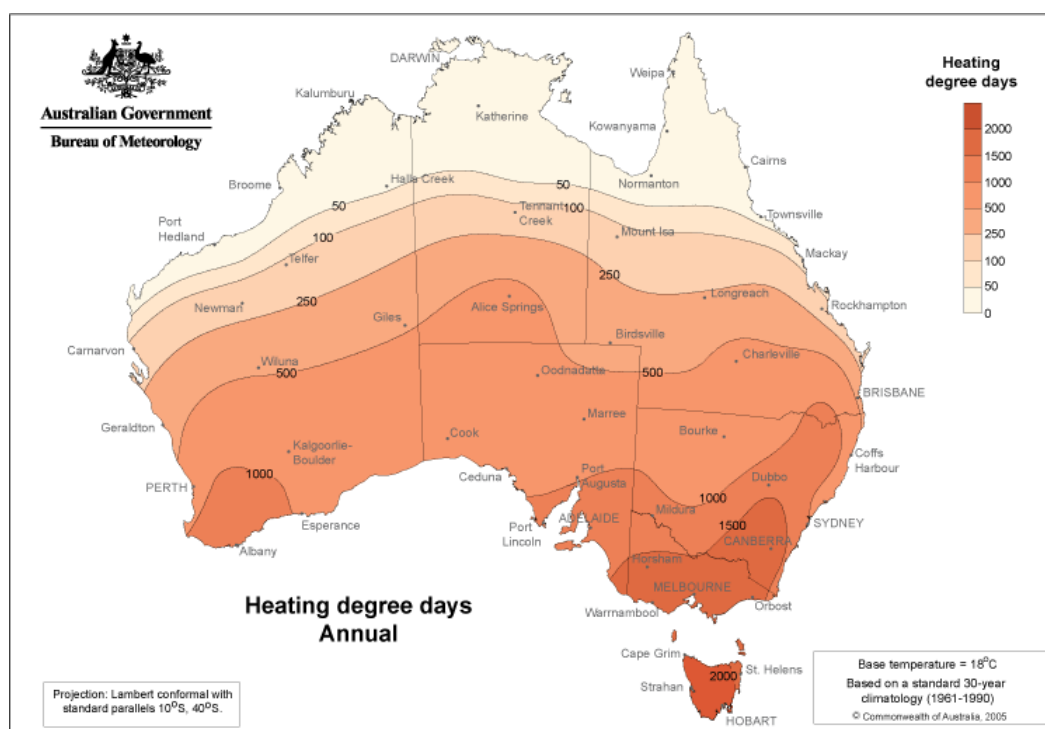 Australian Government
Bureau of Meteorology
Heating
degree days
2000
1500
1000
500
250
100
50
0
DARWIN
Weipa
Kalumburu
Katherine
Kowanyama
Cairns
Broome
Halls Creek
50
50
Normanton
Port
Hedland
100
Tennant
Creek
100
Townsville
Mount Isa
Telfer
250
Mackay
Newman
250
Alice Springs
Longreach
Rockhampton
Giles
Carnarvon
Birdsville
Wiluna
500
Oodnadatta
500
Charleville
BRISBANE
Geraldton
Marree
Cook
Bourke
Kalgoorlie-
Boulder
Coffs
Harbour
1000
Ceduna
Port
Augusta
Dubbo
PERTH
1000
Esperance
Port
Lincoln
ADELAIDE
Mildura
1500
SYDNEY
Albany
CANBERRA
Horsham
MELBOURNE
Orbost
Warrnambool
Heating degree days
Annual
Cape Grim
St. Helens
2000
Strahan
HOBART
Projection: Lambert conformal with
standard parallels 10°S, 40°S.
Base temperature = 18°C
Based on a standard 30-year
climatology (1961-1990)
© Commonwealth of Australia, 2005